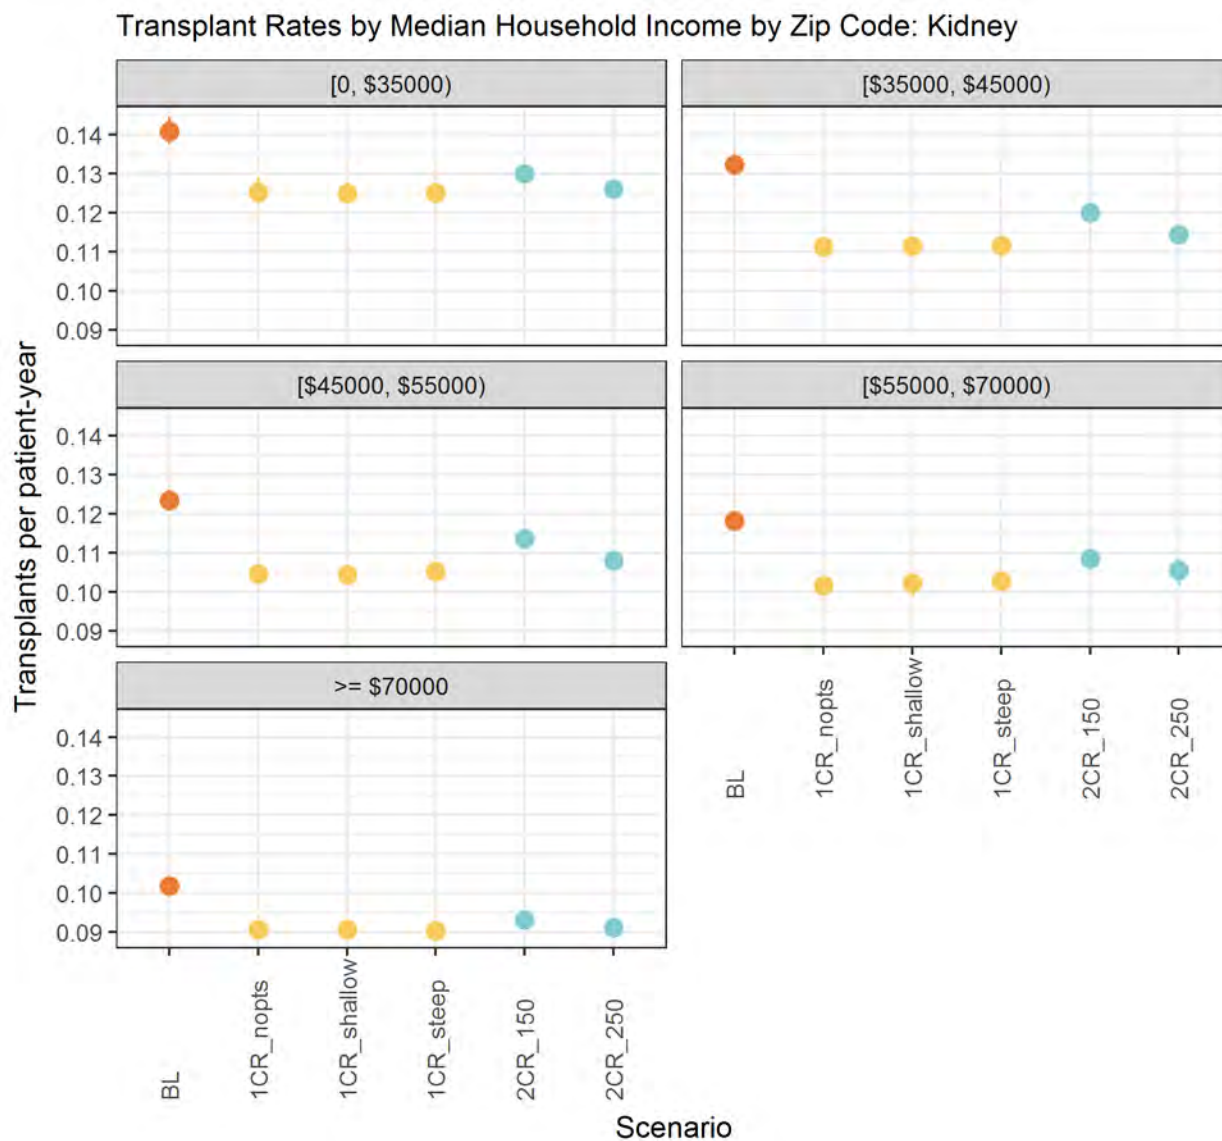 Transplant Rates by Median Household Income by Zip Code: Kidney
[0, $35000)
[$35000, $45000)
0.14
0.13
0.12
0.11
0.10
0.09
[$45000, $55000)
[$55000, $70000)
0.14
0.13
0.12
0.11
0.10
0.09
Transplants per patient-year
>= $70000
0.14
0.13
0.12
0.11
0.10
0.09
BL
1CR_nopts
1CR_shallow
1CR_steep
2CR_150
2CR_250
BL
1CR_nopts
1CR_shallow
1CR_steep
2CR_150
2CR_250
Scenario